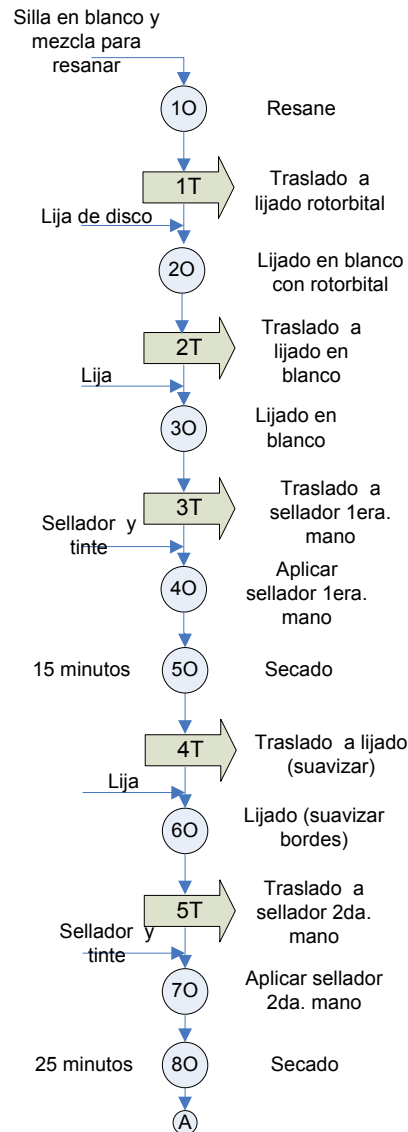 Silla en blanco y
mezcla para
resanar
1O
Resane
1T
Traslado a
lijado rotorbital
Lija de disco
2O
Lijado en blanco
con rotorbital
2T
Traslado a
lijado en
blanco
Lija
3O
Lijado en
blanco
3T
Traslado a
sellador 1era.
mano
Sellador y
tinte
4O
Aplicar
sellador 1era.
mano
15 minutos
5O
Secado
4T
Traslado a lijado
(suavizar)
Lija
6O
Lijado (suavizar
bordes)
5T
Traslado a
sellador 2da.
mano
Sellador y
tinte
7O
Aplicar sellador
2da. mano
25 minutos
8O
Secado
A